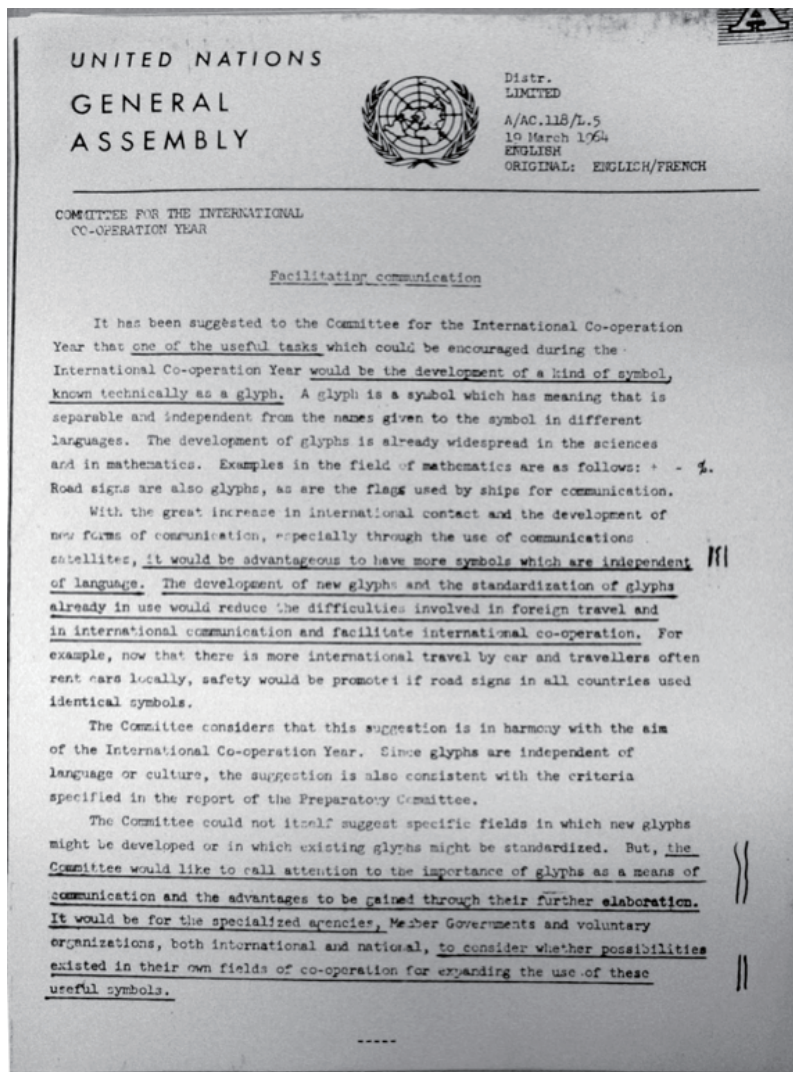 A
UNITED NATIONS
GENERAL
ASSEMBLY
Distr.
LIMITED
A/AC.118/L.5
19 March 1964
ENGLISH
ORIGINAL: ENGLISH/FRENCH
COMMITTEE FOR THE INTERNATIONAL
CO-OPERATION YEAR
Facilitating communication
It has been suggested to the Committee for the International Co-operation
Year that one of the useful tasks which could be encouraged during the
International Co-operation Year would be the development of a kind of symbol,
known technically as a glyph. A glyph is a symbol which has meaning that is
separable and independent from the names given to the symbol in different
languages. The development of glyphs is already widespread in the sciences
and in mathematics. Examples in the field of mathematics are as follows: + - %.
Road signs are also glyphs, as are the flags used by ships for communication.
With the great increase in international contact and the development of
new forms of communication, especially through the use of communications
satellites, it would be advantageous to have more symbols which are independent
of language. The development of new glyphs and the standardization of glyphs
already in use would reduce the difficulties involved in foreign travel and
in international communication and facilitate international co-operation. For
example, now that there is more international travel by car and travellers often
rent cars locally, safety would be promoted if road signs in all countries used
identical symbols.
The Committee considers that this suggestion is in harmony with the aim
of the International Co-operation Year. Since glyphs are independent of
language or culture, the suggestion is also consistent with the criteria
specified in the report of the Preparatory Committee.
The Committee could not itself suggest specific fields in which new glyphs
might be developed or in which existing glyphs might be standardized. But, the
Committee would like to call attention to the importance of glyphs as a means of
communication and the advantages to be gained through their further elaboration.
It would be for the specialized agencies, Member Governments and voluntary
organizations, both international and national, to consider whether possibilities
existed in their own fields of co-operation for expanding the use of these
useful symbols.
-----